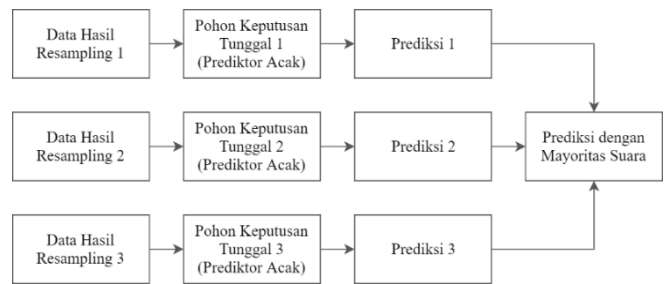 Data Hasil
Resampling 1
Pohon Keputusan
Tunggal 1
(Prediktor Acak)
Prediksi 1
Data Hasil
Resampling 2
Pohon Keputusan
Tunggal 2
(Prediktor Acak)
Prediksi 2
Prediksi dengan
Mayoritas Suara
Data Hasil
Resampling 3
Pohon Keputusan
Tunggal 3
(Prediktor Acak)
Prediksi 3